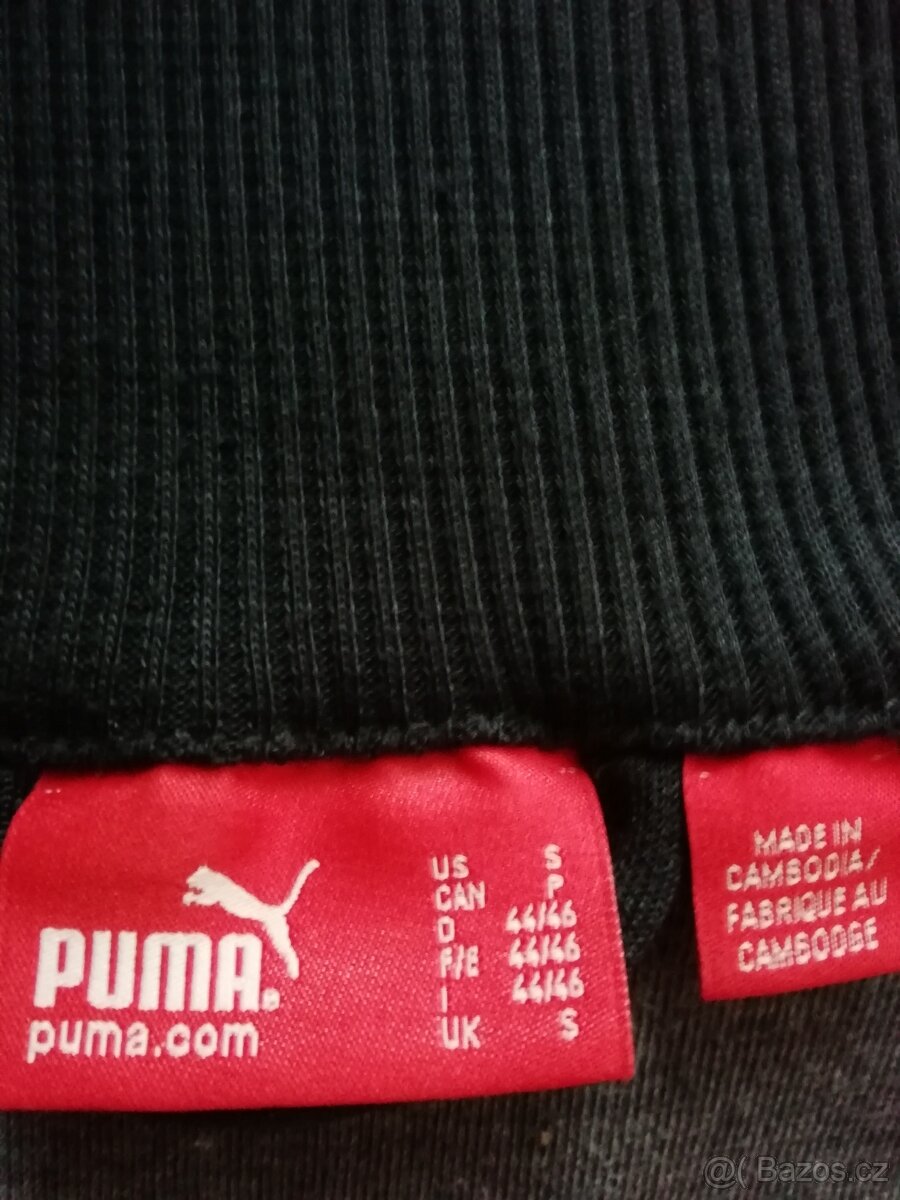 PUMA®
puma.com
US S
CAN P
D 44/46
F/E 44/46
I 44/46
UK S
MADE IN
CAMBODIA/
FABRIQUE AU
CAMBODGE
@( Bazos.cz